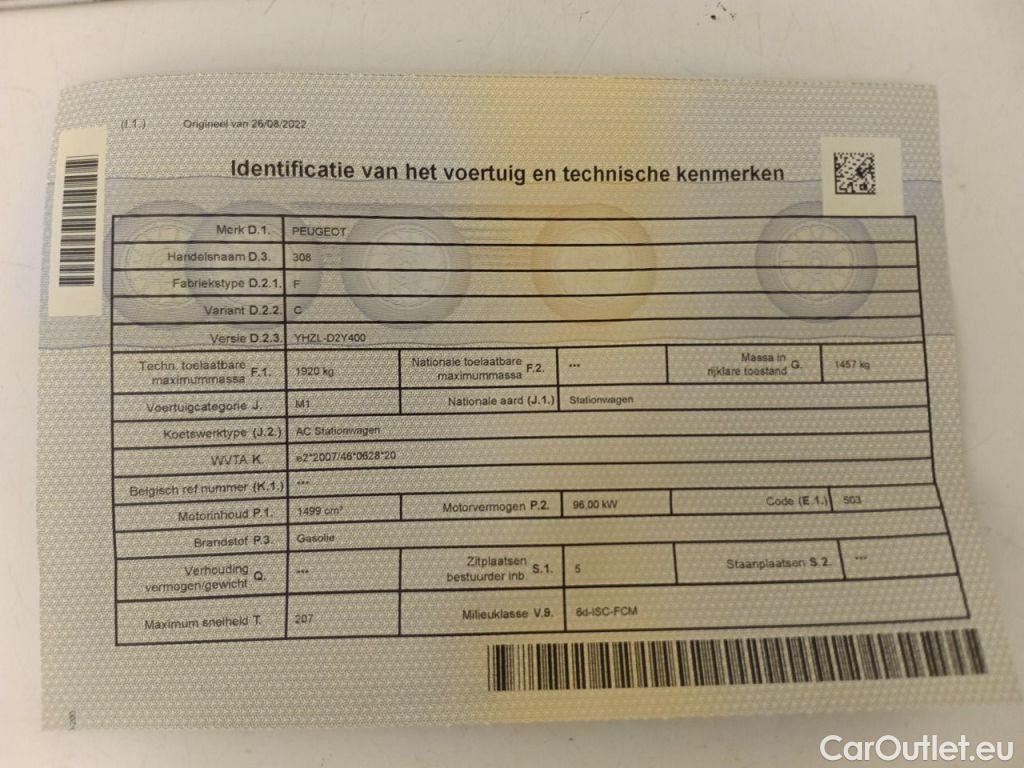 (I.1.) Origineel van 26/08/2022
Identificatie van het voertuig en technische kenmerken
Merk D.1. PEUGEOT
Handelsnaam D.3. 308
Fabriekstype D.2.1. F
Variant D.2.2. C
Versie D.2.3. YHZL-D2Y400
Techn. toelaatbare maximummassa F.1. 1920 kg Nationale toelaatbare maximummassa F.2. *** Massa in rijklare toestand G. 1457 kg
Voertuigcategorie J. M1 Nationale aard (J.1.) Stationwagen
Koetswerktype (J.2.) AC Stationwagen
WVTA K. e2*2007/46*0628*20
Belgisch ref nummer (K.1.) ***
Motorinhoud P.1. 1499 cm³ Motorvermogen P.2. 96,00 kW Code (E.1.) 503
Brandstof P.3. Gasolie
Verhouding vermogen/gewicht Q. *** Zitplaatsen bestuurder inb. S.1. 5 Staanplaatsen S.2. ***
Maximum snelheid T. 207 Milieuklasse V.9. 6d-ISC-FCM
CarOutlet.eu